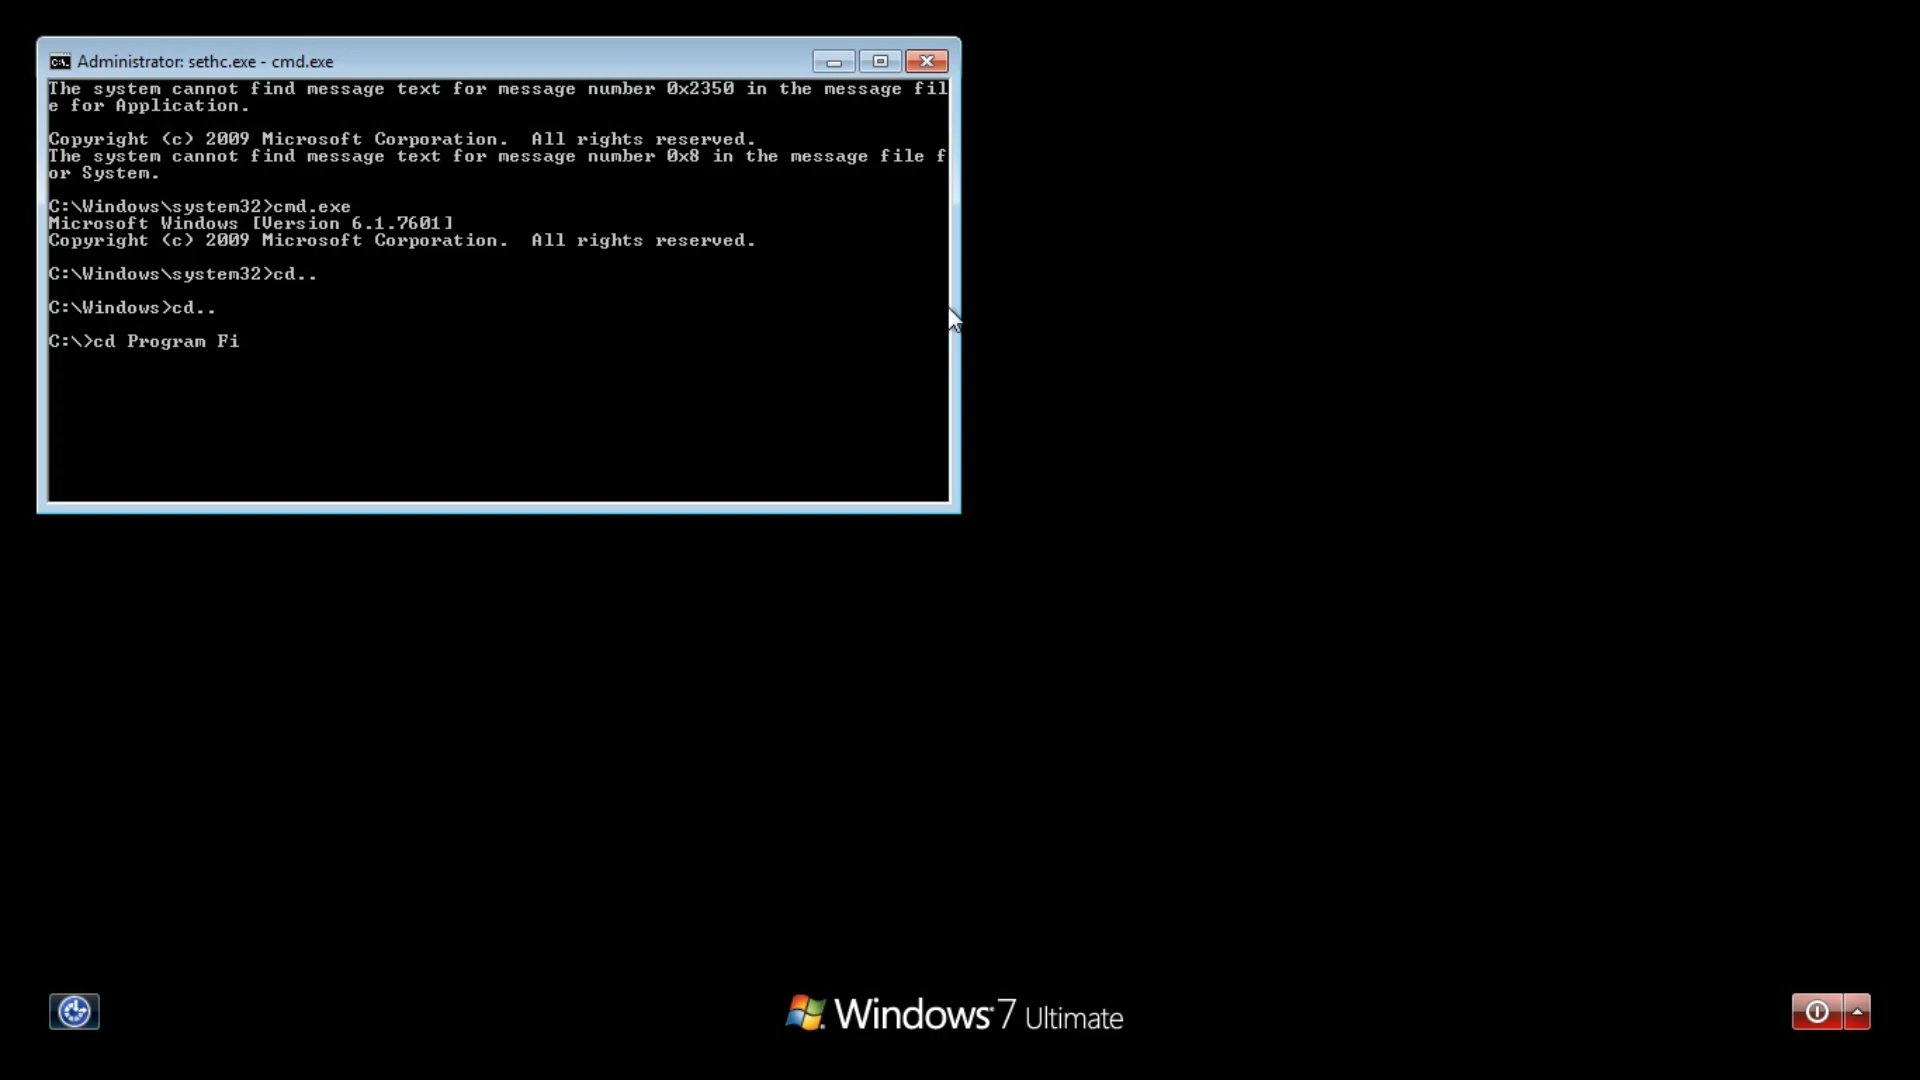 Administrator: sethc.exe - cmd.exe
The system cannot find message text for message number 0x2350 in the message fil
e for Application.
Copyright (c) 2009 Microsoft Corporation.  All rights reserved.
The system cannot find message text for message number 0x8 in the message file f
or System.
C:\Windows\system32>cmd.exe
Microsoft Windows [Version 6.1.7601]
Copyright (c) 2009 Microsoft Corporation.  All rights reserved.
C:\Windows\system32>cd..
C:\Windows>cd..
C:\>cd Program Fi
Windows 7 Ultimate